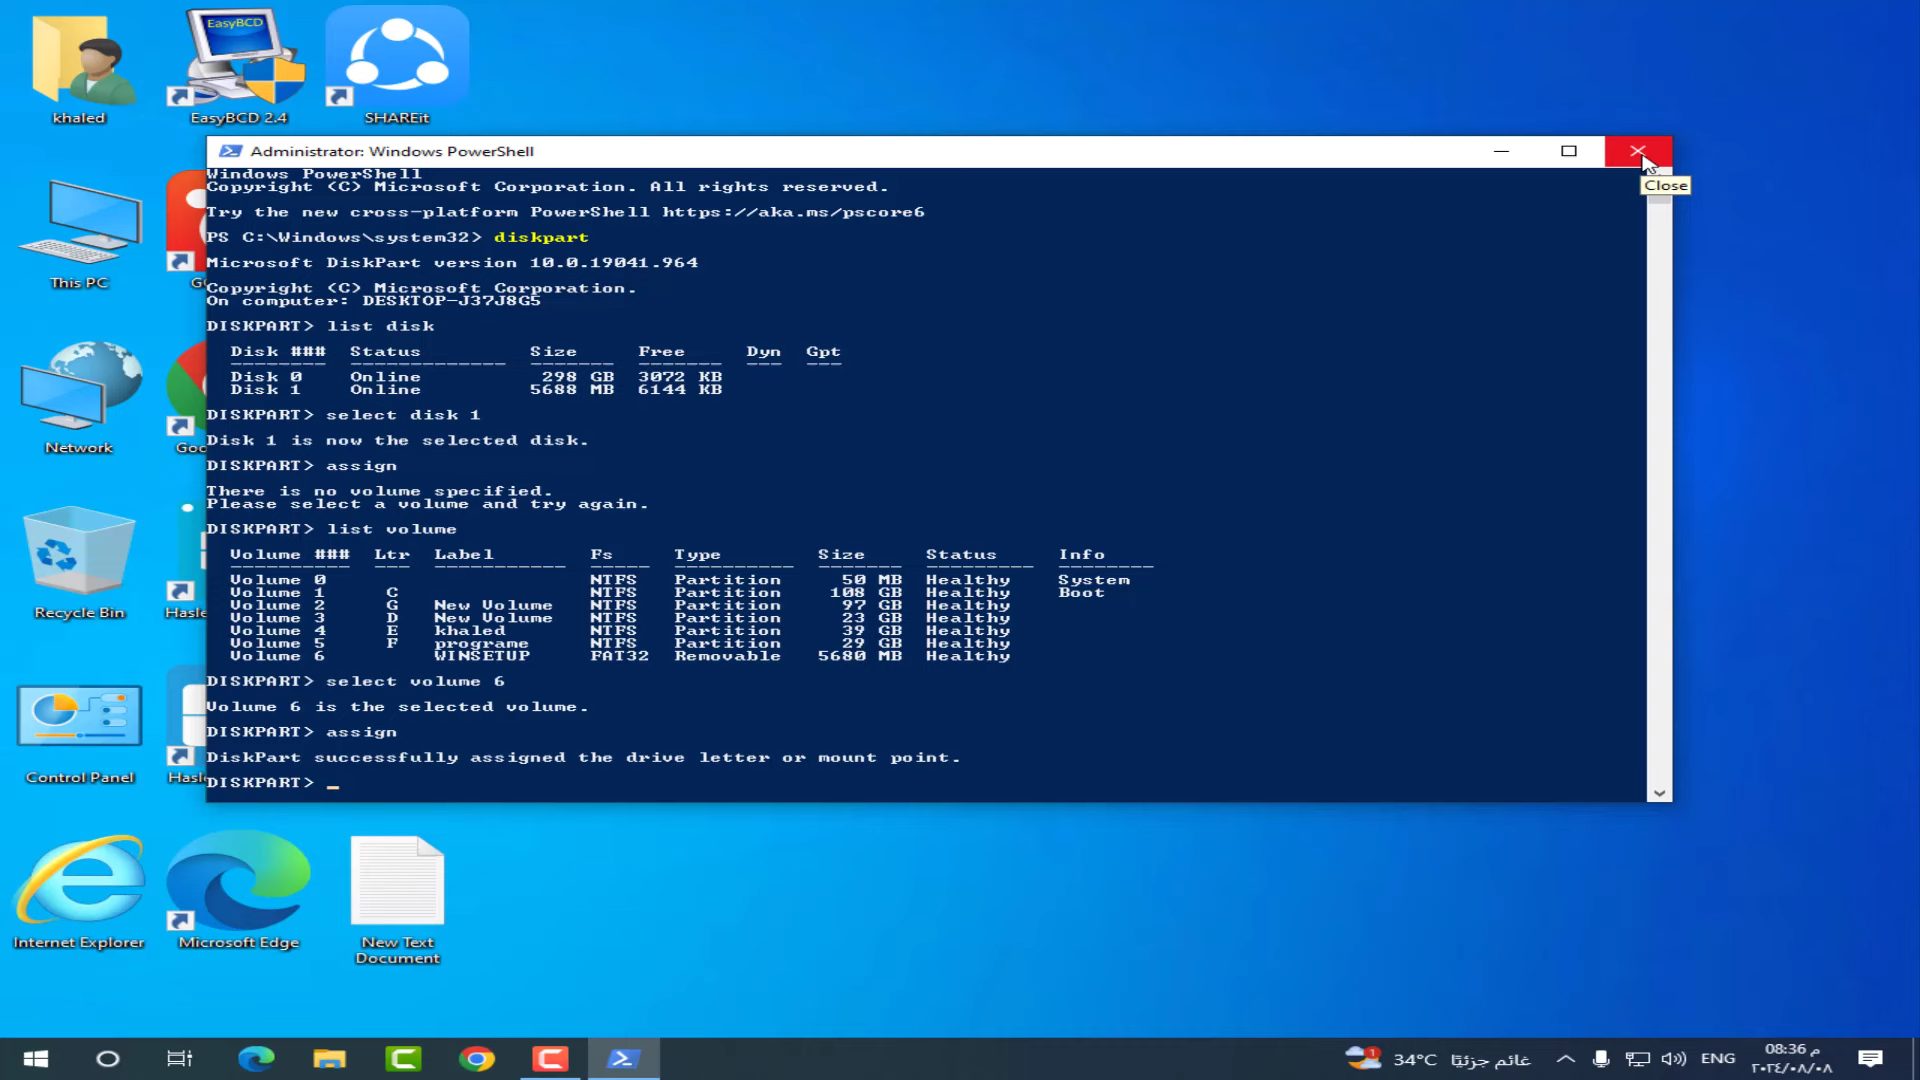 EasyBCD
khaled
EasyBCD 2.4
SHAREit
Administrator: Windows PowerShell
Close
Windows PowerShell
Copyright (C) Microsoft Corporation. All rights reserved.
Try the new cross-platform PowerShell https://aka.ms/pscore6
PS C:\Windows\system32> diskpart
Microsoft DiskPart version 10.0.19041.964
Copyright (C) Microsoft Corporation.
On computer: DESKTOP-J37J8G5
DISKPART> list disk
Disk ### Status Size Free Dyn Gpt
-------- ------------- ------- ------- --- ---
Disk 0 Online 298 GB 3072 KB
Disk 1 Online 5688 MB 6144 KB
DISKPART> select disk 1
Disk 1 is now the selected disk.
DISKPART> assign
There is no volume specified.
Please select a volume and try again.
DISKPART> list volume
Volume ### Ltr Label Fs Type Size Status Info
---------- --- ----------- ----- ---------- ------- --------- --------
Volume 0 NTFS Partition 50 MB Healthy System
Volume 1 C NTFS Partition 108 GB Healthy Boot
Volume 2 G New Volume NTFS Partition 97 GB Healthy
Volume 3 D New Volume NTFS Partition 23 GB Healthy
Volume 4 E khaled NTFS Partition 39 GB Healthy
Volume 5 F programe NTFS Partition 29 GB Healthy
Volume 6 WINSETUP FAT32 Removable 5680 MB Healthy
DISKPART> select volume 6
Volume 6 is the selected volume.
DISKPART> assign
DiskPart successfully assigned the drive letter or mount point.
DISKPART> _
This PC
Network
Goo
Recycle Bin
Hasle
Control Panel
Hasl
Internet Explorer
Microsoft Edge
New Text
Document
1
34°C غائم جزئيًا
ENG
08:36 م
٢٠٢٤/٠٨/٠٨